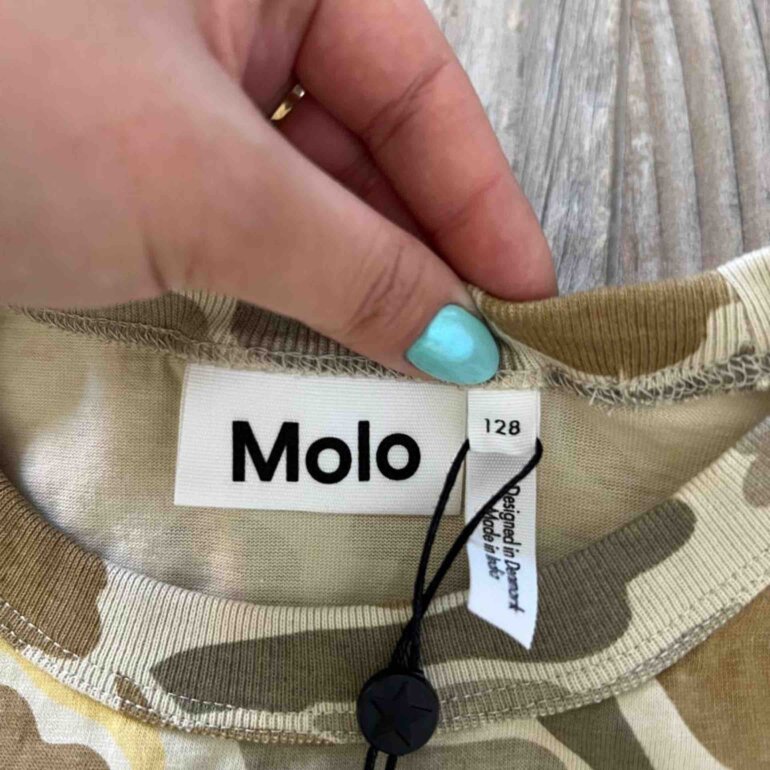 Molo
128
Designed in Denmark
Made in India